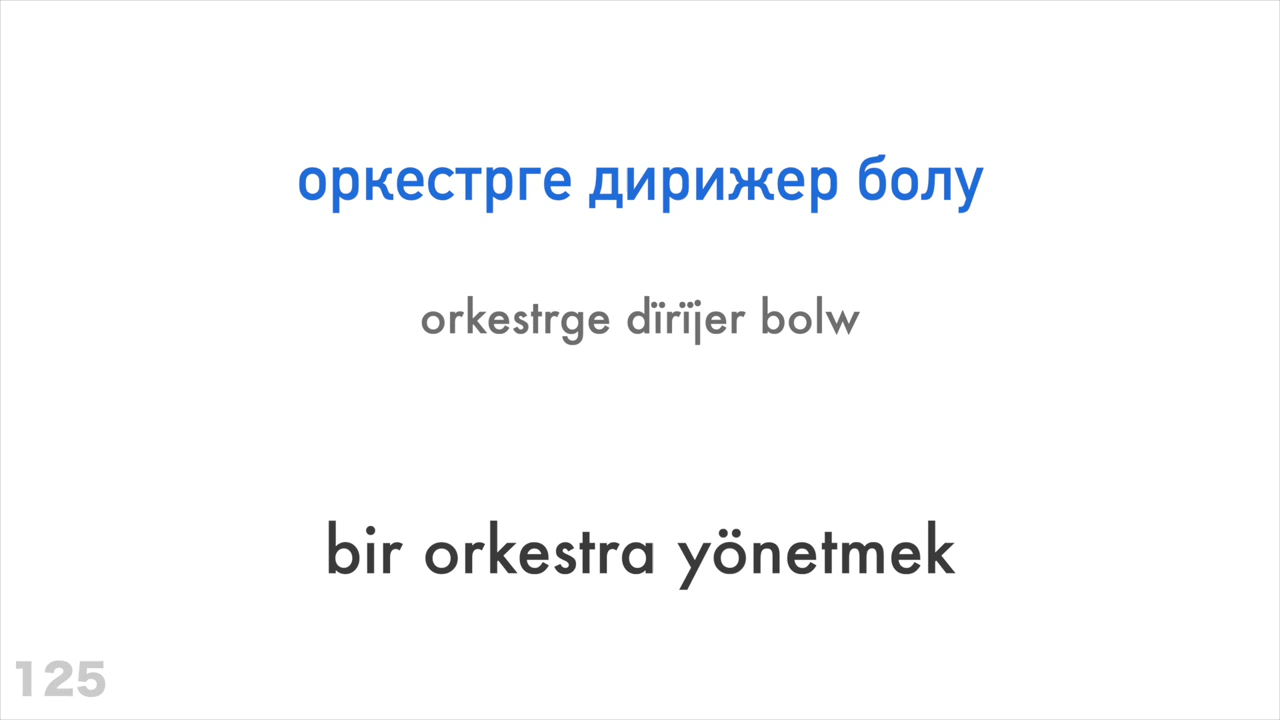 оркестрге дирижер болу
orkestrge dïrïjer bolw
bir orkestra yönetmek
125